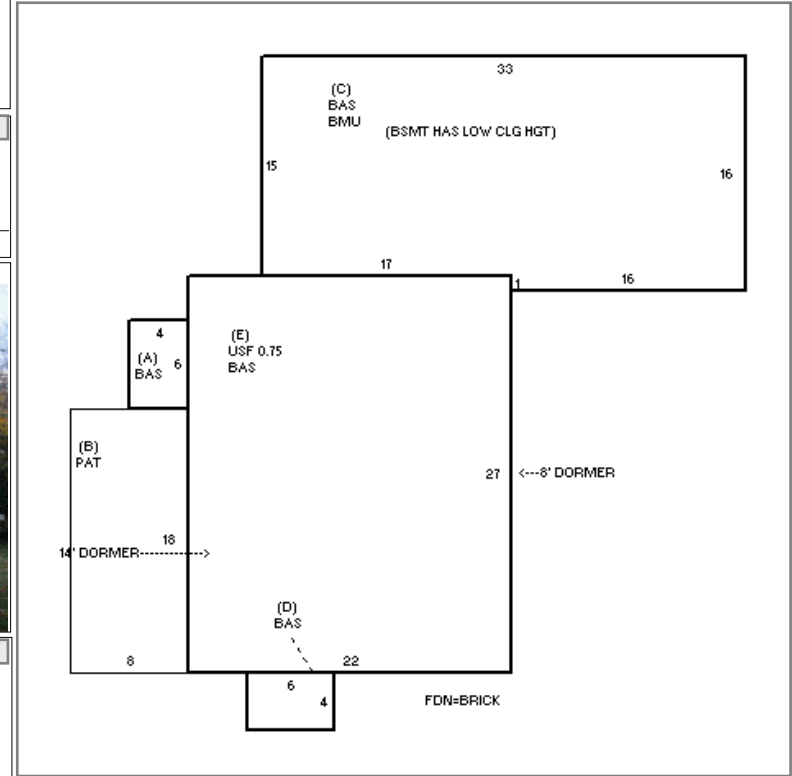 33
(C)
BAS
BMU
(BSMT HAS LOW CLG HGT)
15
16
17
1
16
4
(A)
BAS
6
(E)
USF 0.75
BAS
(B)
PAT
27
<---8' DORMER
18
14' DORMER--------->
(D)
BAS
8
22
6
4
FDN=BRICK